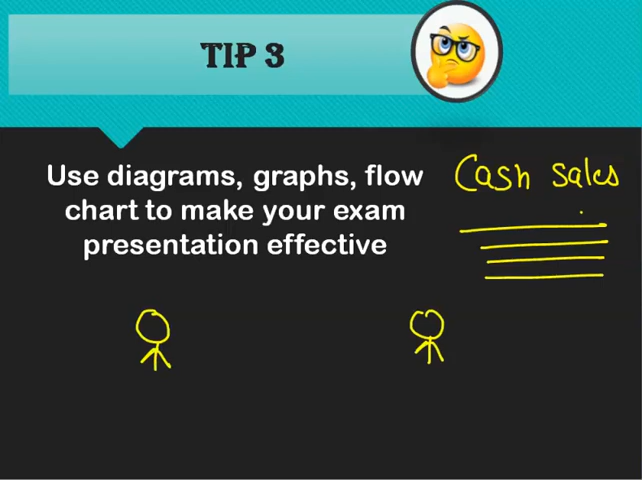 TIP 3
Use diagrams, graphs, flow
chart to make your exam
presentation effective
Cash sales